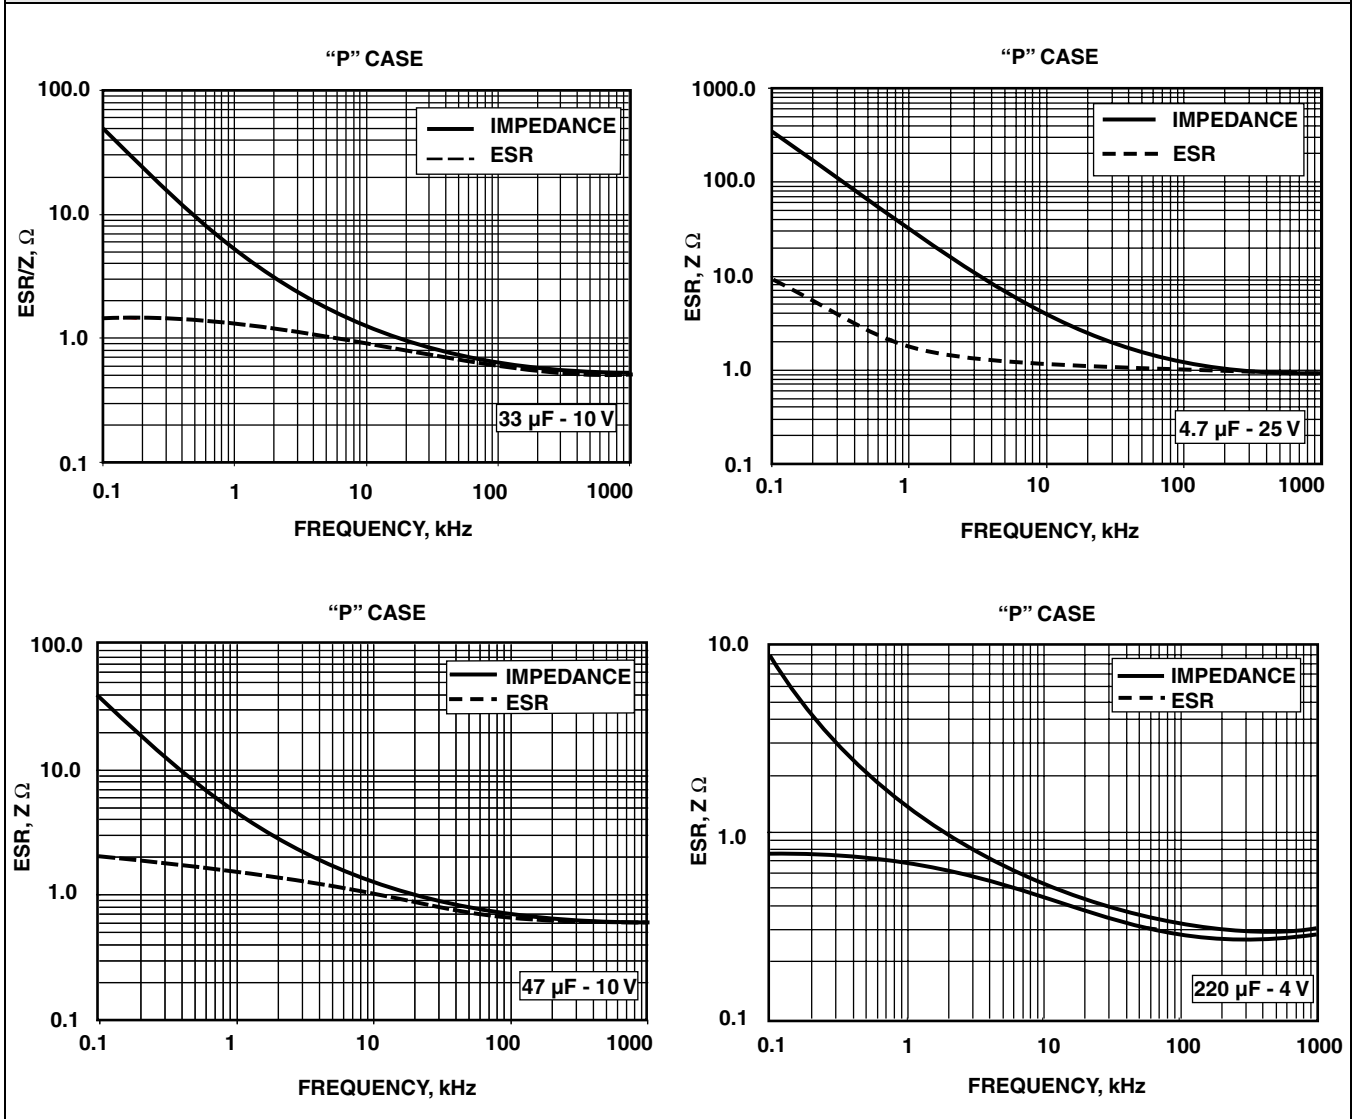 “P” CASE
100.0
10.0
1.0
0.1
ESR/Z, Ω
IMPEDANCE
ESR
33 µF - 10 V
0.1 1 10 100 1000
FREQUENCY, kHz
“P” CASE
1000.0
100.0
10.0
1.0
0.1
ESR, Z Ω
IMPEDANCE
ESR
4.7 µF - 25 V
0.1 1 10 100 1000
FREQUENCY, kHz
“P” CASE
100.0
10.0
1.0
0.1
ESR, Z Ω
IMPEDANCE
ESR
47 µF - 10 V
0.1 1 10 100 1000
FREQUENCY, kHz
“P” CASE
10.0
1.0
0.1
ESR, Z Ω
IMPEDANCE
ESR
220 µF - 4 V
0.1 1 10 100 1000
FREQUENCY, kHz